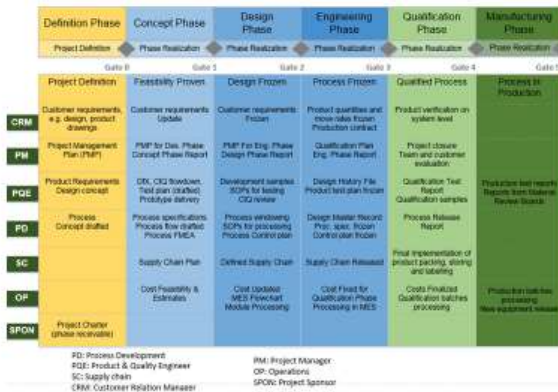 Definition Phase
Concept Phase
Design
Phase
Engineering
Phase
Qualification
Phase
Manufacturing
Phase
Project Definition
Phase Realization
Phase Realization
Phase Realization
Phase Realization
Phase Realization
Gate 0
Gate 1
Gate 2
Gate 3
Gate 4
Gate 5
Project Definition
Feasibility Proven
Design Frozen
Process Frozen
Qualified Process
Process in
Production
CRM
Customer requirements,
e.g. design, product
drawings
Customer requirements
Update
Customer requirements
Frozen
Product quantities and
move rates frozen
Production contract
Product verification on
system level
PM
Project Management
Plan (PMP)
PMP for Des. Phase
Concept Phase Report
PMP For Eng. Phase
Design Phase Report
Qualification Plan
Eng. Phase Report
Project closure
Team and customer
evaluation
PQE
Product Requirements
Design concept
DfX, CIQ flowdown,
Test plan (drafted)
Prototype delivery
Development samples
SOPs for testing
CIQ review
Design History File
Product test plan frozen
Qualification Test
Report
Qualification samples
Production test reports
Reports from Material
Review Boards
PD
Process
Concept drafted
Process specifications
Process flow drafted
Process FMEA
Process windowing
SOPs for processing
Process Control plan
Design Master Record
Proc. spec. frozen
Control plan frozen
Process Release
Report
SC
Supply Chain Plan
Defined Supply Chain
Supply Chain Released
Final Implementation of
product packing, storing
and labelling
OP
Cost Feasibility &
Estimates
Cost Updated
MES Flowchart
Module Processing
Cost Fixed for
Qualification Phase
Processing in MES
Costs Finalized
Qualification batches
processing
Production batches
processing
New equipment release
SPON
Project Charter
(phase receivable)
PD: Process Development
PQE: Product & Quality Engineer
SC: Supply chain
CRM: Customer Relation Manager
PM: Project Manager
OP: Operations
SPON: Project Sponsor